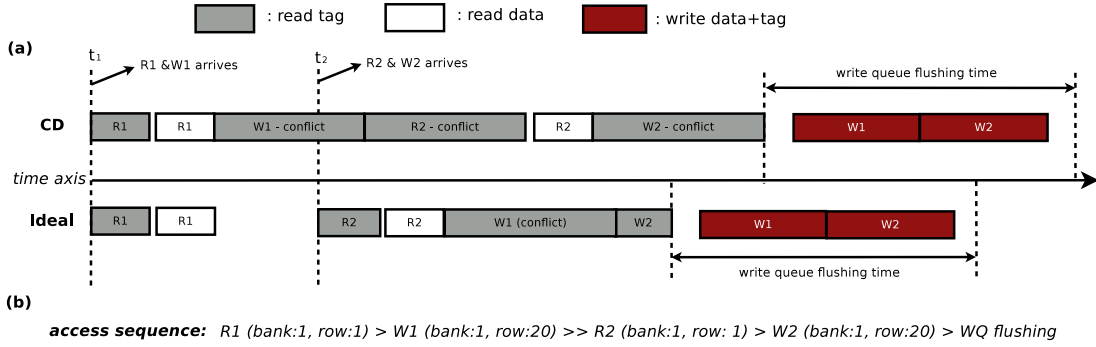 : read tag : read data : write data+tag
(a)
t1 R1 &W1 arrives t2 R2 & W2 arrives write queue flushing time
CD R1 R1 W1 - conflict R2 - conflict R2 W2 - conflict W1 W2
time axis
Ideal R1 R1 R2 R2 W1 (conflict) W2 W1 W2
write queue flushing time
(b)
access sequence: R1 (bank:1, row:1) > W1 (bank:1, row:20) >> R2 (bank:1, row: 1) > W2 (bank:1, row:20) > WQ flushing